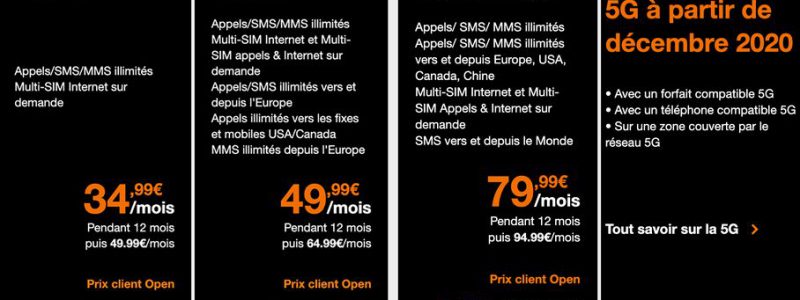 Appels/SMS/MMS illimités
Multi-SIM Internet sur
demande
34,99€
/mois
Pendant 12 mois
puis 49.99€/mois
Prix client Open
Appels/SMS/MMS illimités
Multi-SIM Internet et Multi-
SIM appels & Internet sur
demande
Appels/SMS illimités vers et
depuis l'Europe
Appels illimités vers les fixes
et mobiles USA/Canada
MMS illimités depuis l'Europe
49,99€
/mois
Pendant 12 mois
puis 64.99€/mois
Prix client Open
Appels/ SMS/ MMS illimités
Appels/ SMS/ MMS illimités
vers et depuis Europe, USA,
Canada, Chine
Multi-SIM Internet et Multi-
SIM Appels & Internet sur
demande
SMS vers et depuis le Monde
79,99€
/mois
Pendant 12 mois
puis 94.99€/mois
Prix client Open
5G à partir de
décembre 2020
• Avec un forfait compatible 5G
• Avec un téléphone compatible 5G
• Sur une zone couverte par le
réseau 5G
Tout savoir sur la 5G >